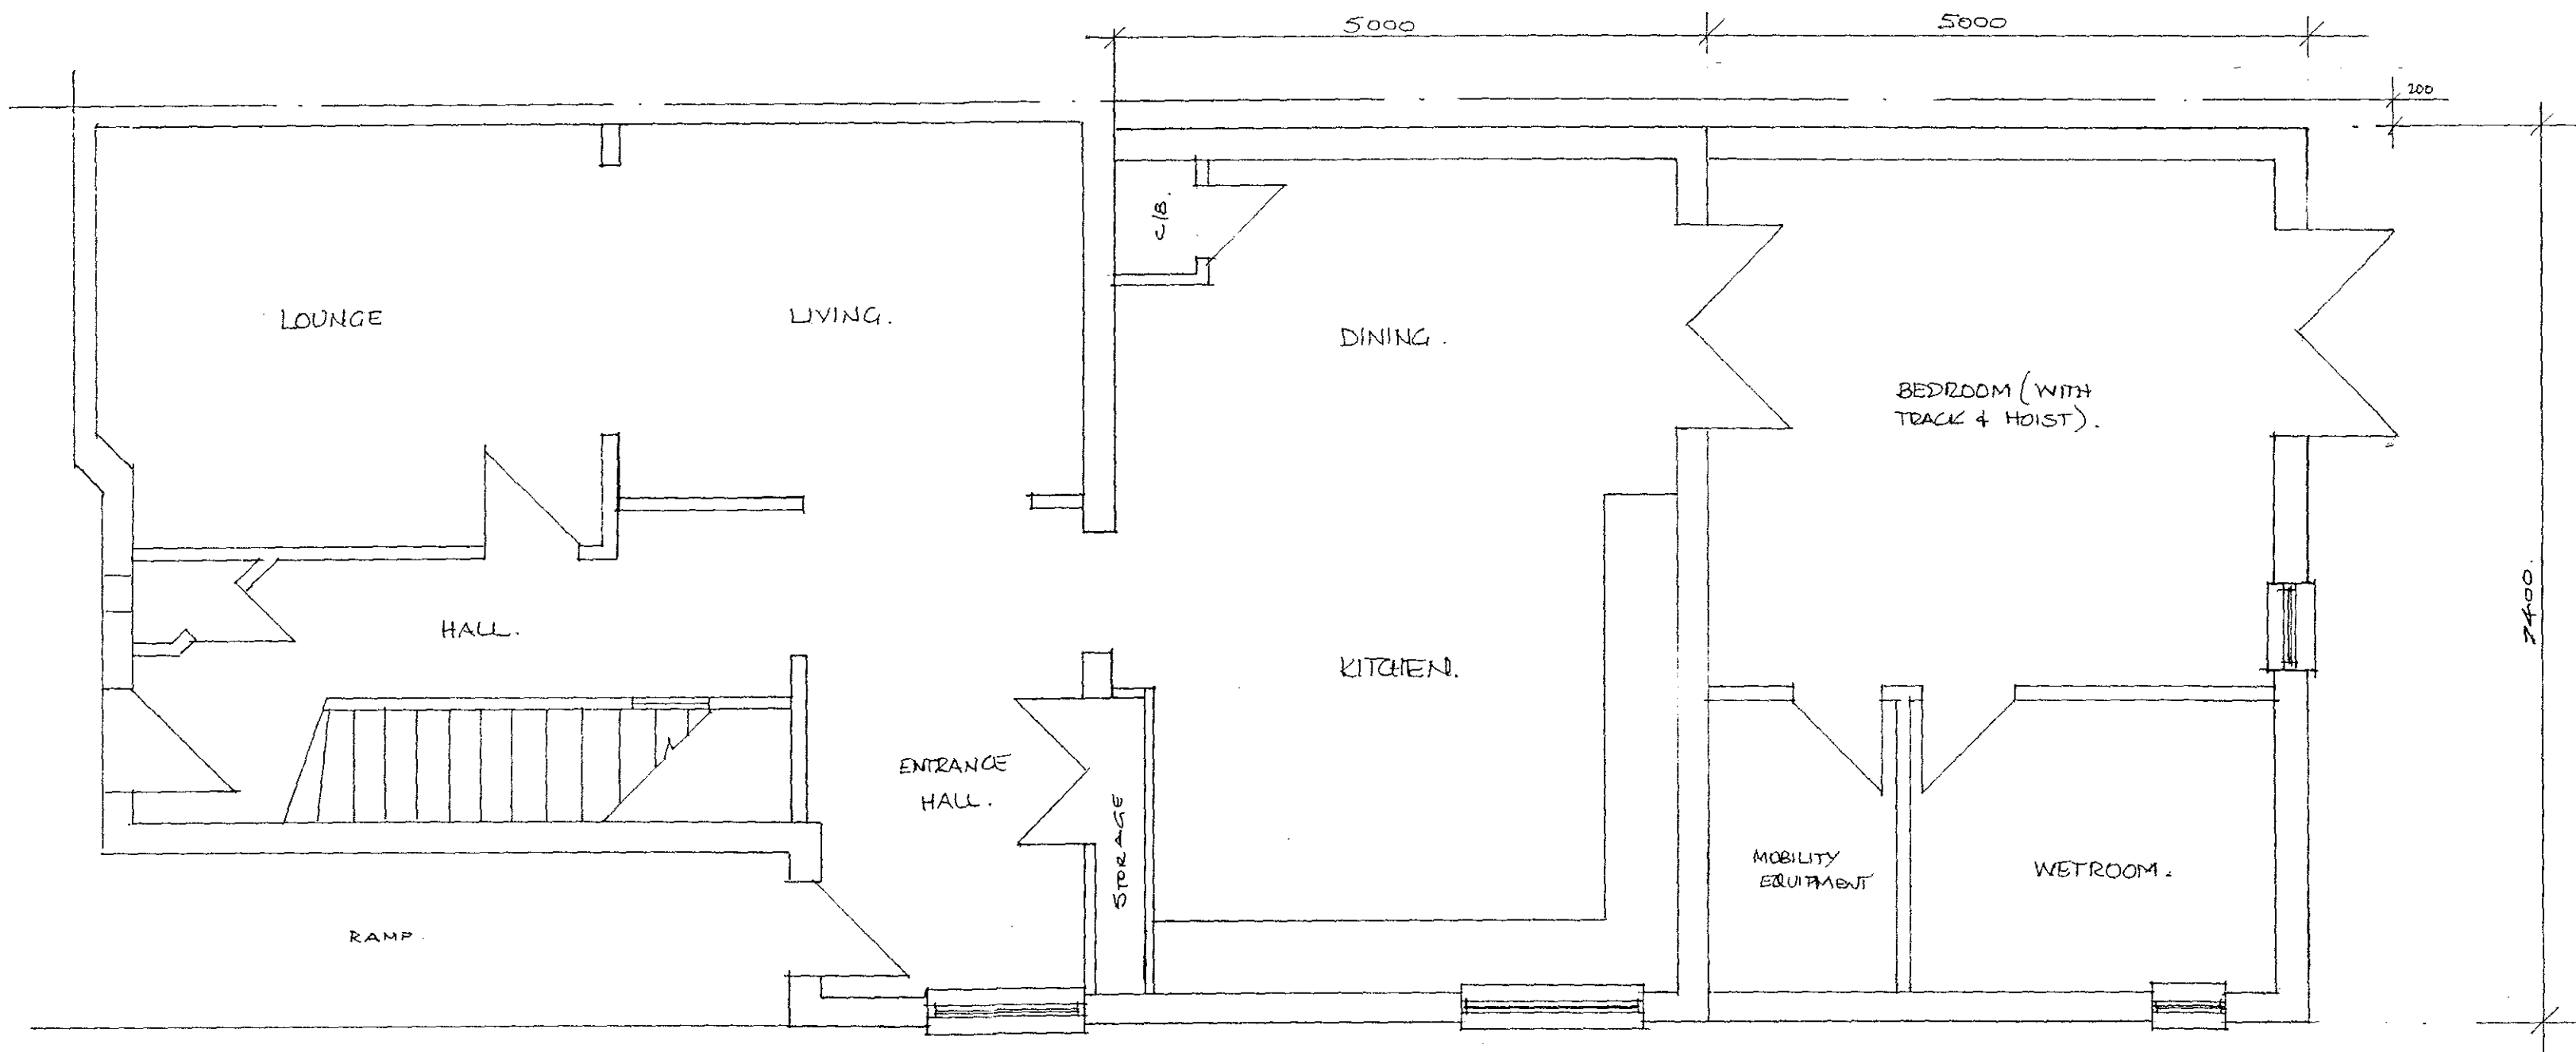 5000
5000
200
C/B.
LOUNGE
LIVING.
DINING.
BEDROOM (WITH
TRACK & HOIST).
HALL.
KITCHEN.
7400.
ENTRANCE
HALL.
STORAGE
MOBILITY
EQUIPMENT
WETROOM.
RAMP.